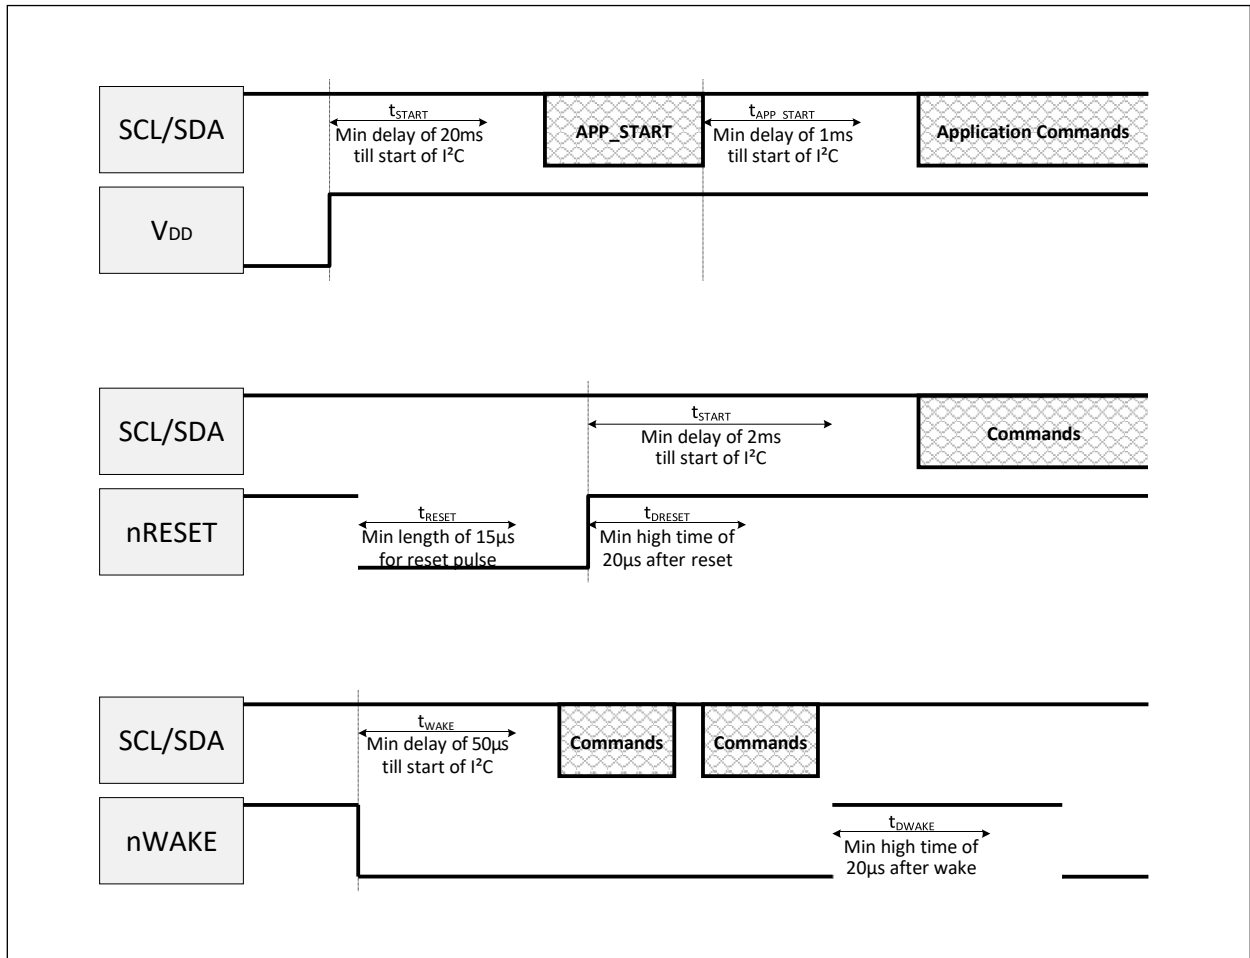 SCL/SDA
tSTART
Min delay of 20ms
till start of I²C
APP_START
tAPP_START
Min delay of 1ms
till start of I²C
Application Commands
VDD
SCL/SDA
tSTART
Min delay of 2ms
till start of I²C
Commands
nRESET
tRESET
Min length of 15µs
for reset pulse
tDRESET
Min high time of
20µs after reset
SCL/SDA
tWAKE
Min delay of 50µs
till start of I²C
Commands
Commands
nWAKE
tDWAKE
Min high time of
20µs after wake